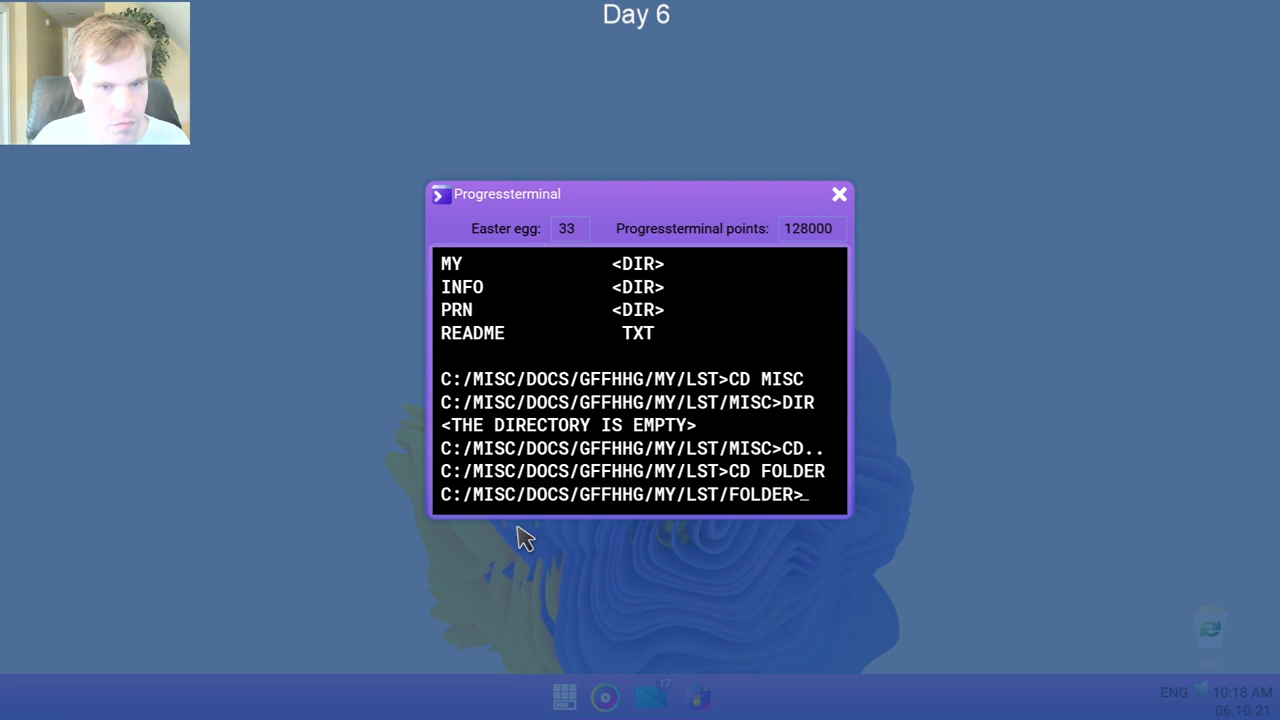 Day 6
Progressterminal
Easter egg: 33 Progressterminal points: 128000
MY <DIR>
INFO <DIR>
PRN <DIR>
README TXT
C:/MISC/DOCS/GFFHHG/MY/LST>CD MISC
C:/MISC/DOCS/GFFHHG/MY/LST/MISC>DIR
<THE DIRECTORY IS EMPTY>
C:/MISC/DOCS/GFFHHG/MY/LST/MISC>CD..
C:/MISC/DOCS/GFFHHG/MY/LST>CD FOLDER
C:/MISC/DOCS/GFFHHG/MY/LST/FOLDER>_
Bin
17
ENG 10:18 AM
06.10.21